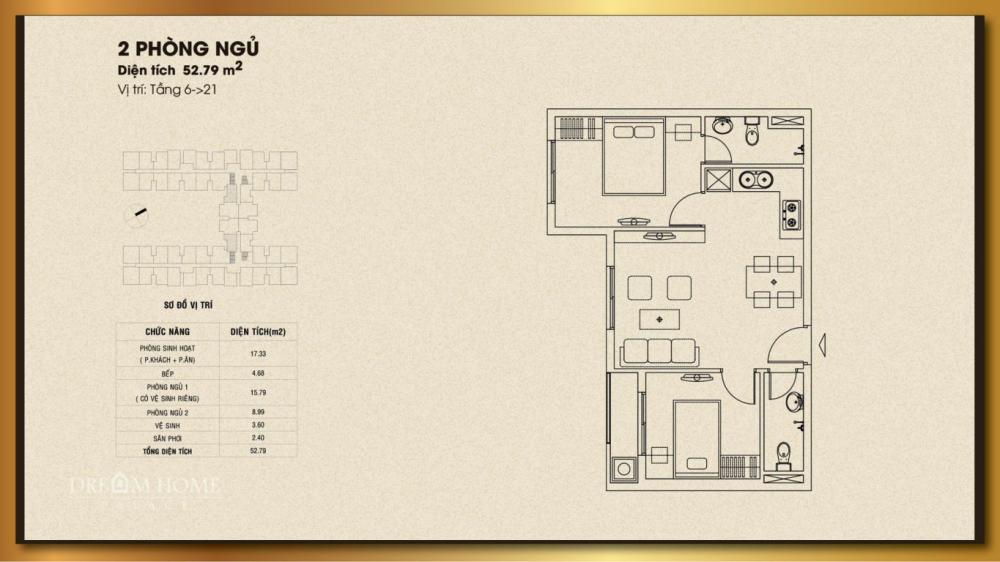 2 PHÒNG NGỦ
Diện tích 52.79 m2
Vị trí: Tầng 6->21
SƠ ĐỒ VỊ TRÍ
CHỨC NĂNG DIỆN TÍCH(m2)
PHÒNG SINH HOẠT
( P.KHÁCH + P.ĂN) 17.33
BẾP 4.68
PHÒNG NGỦ 1
( CÓ VỆ SINH RIÊNG) 15.79
PHÒNG NGỦ 2 8.99
VỆ SINH 3.60
SÂN PHƠI 2.40
TỔNG DIỆN TÍCH 52.79
DREAM HOME
PALACE